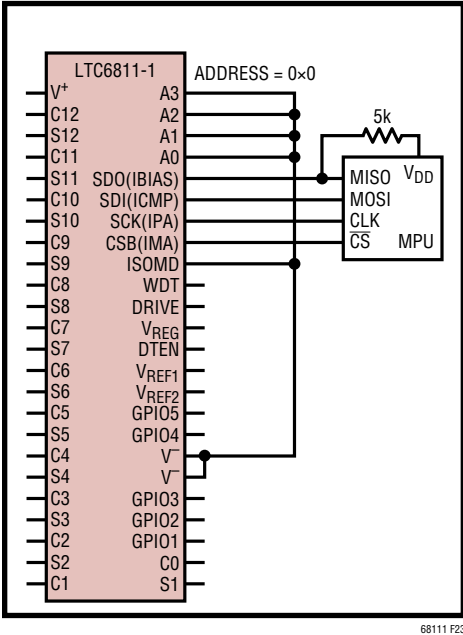 LTC6811-1
ADDRESS = 0×0
V+
C12
S12
C11
S11
C10
S10
C9
S9
C8
S8
C7
S7
C6
S6
C5
S5
C4
S4
C3
S3
C2
S2
C1
A3
A2
A1
A0
SDO(IBIAS)
SDI(ICMP)
SCK(IPA)
CSB(IMA)
ISOMD
WDT
DRIVE
VREG
DTEN
VREF1
VREF2
GPIO5
GPIO4
V–
V–
GPIO3
GPIO2
GPIO1
C0
S1
5k
MISO VDD
MOSI
CLK
CS MPU
68111 F23